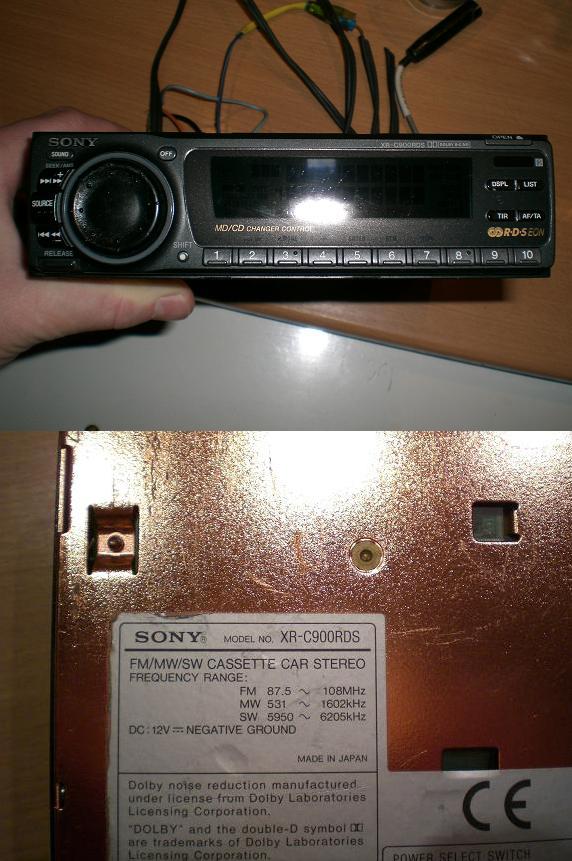 SONY
XR-C900RDS DOLBY B·C NR
OPEN
SOUND
OFF
SEEK/AMS
+
SOURCE
-
RELEASE
SHIFT
DSPL LIST
TIR AF/TA
MD/CD CHANGER CONTROL
R·D·S EON
1 2 3 4 5 6 7 8 9 10
SONY® MODEL NO. XR-C900RDS
FM/MW/SW CASSETTE CAR STEREO
FREQUENCY RANGE:
FM 87.5 ~ 108MHz
MW 531 ~ 1602kHz
SW 5950 ~ 6205kHz
DC:12V NEGATIVE GROUND
MADE IN JAPAN
Dolby noise reduction manufactured
under license from Dolby Laboratories
Licensing Corporation.
"DOLBY" and the double-D symbol
are trademarks of Dolby Laboratories
Licensing Corporation.
CE
POWER SELECT SWITCH